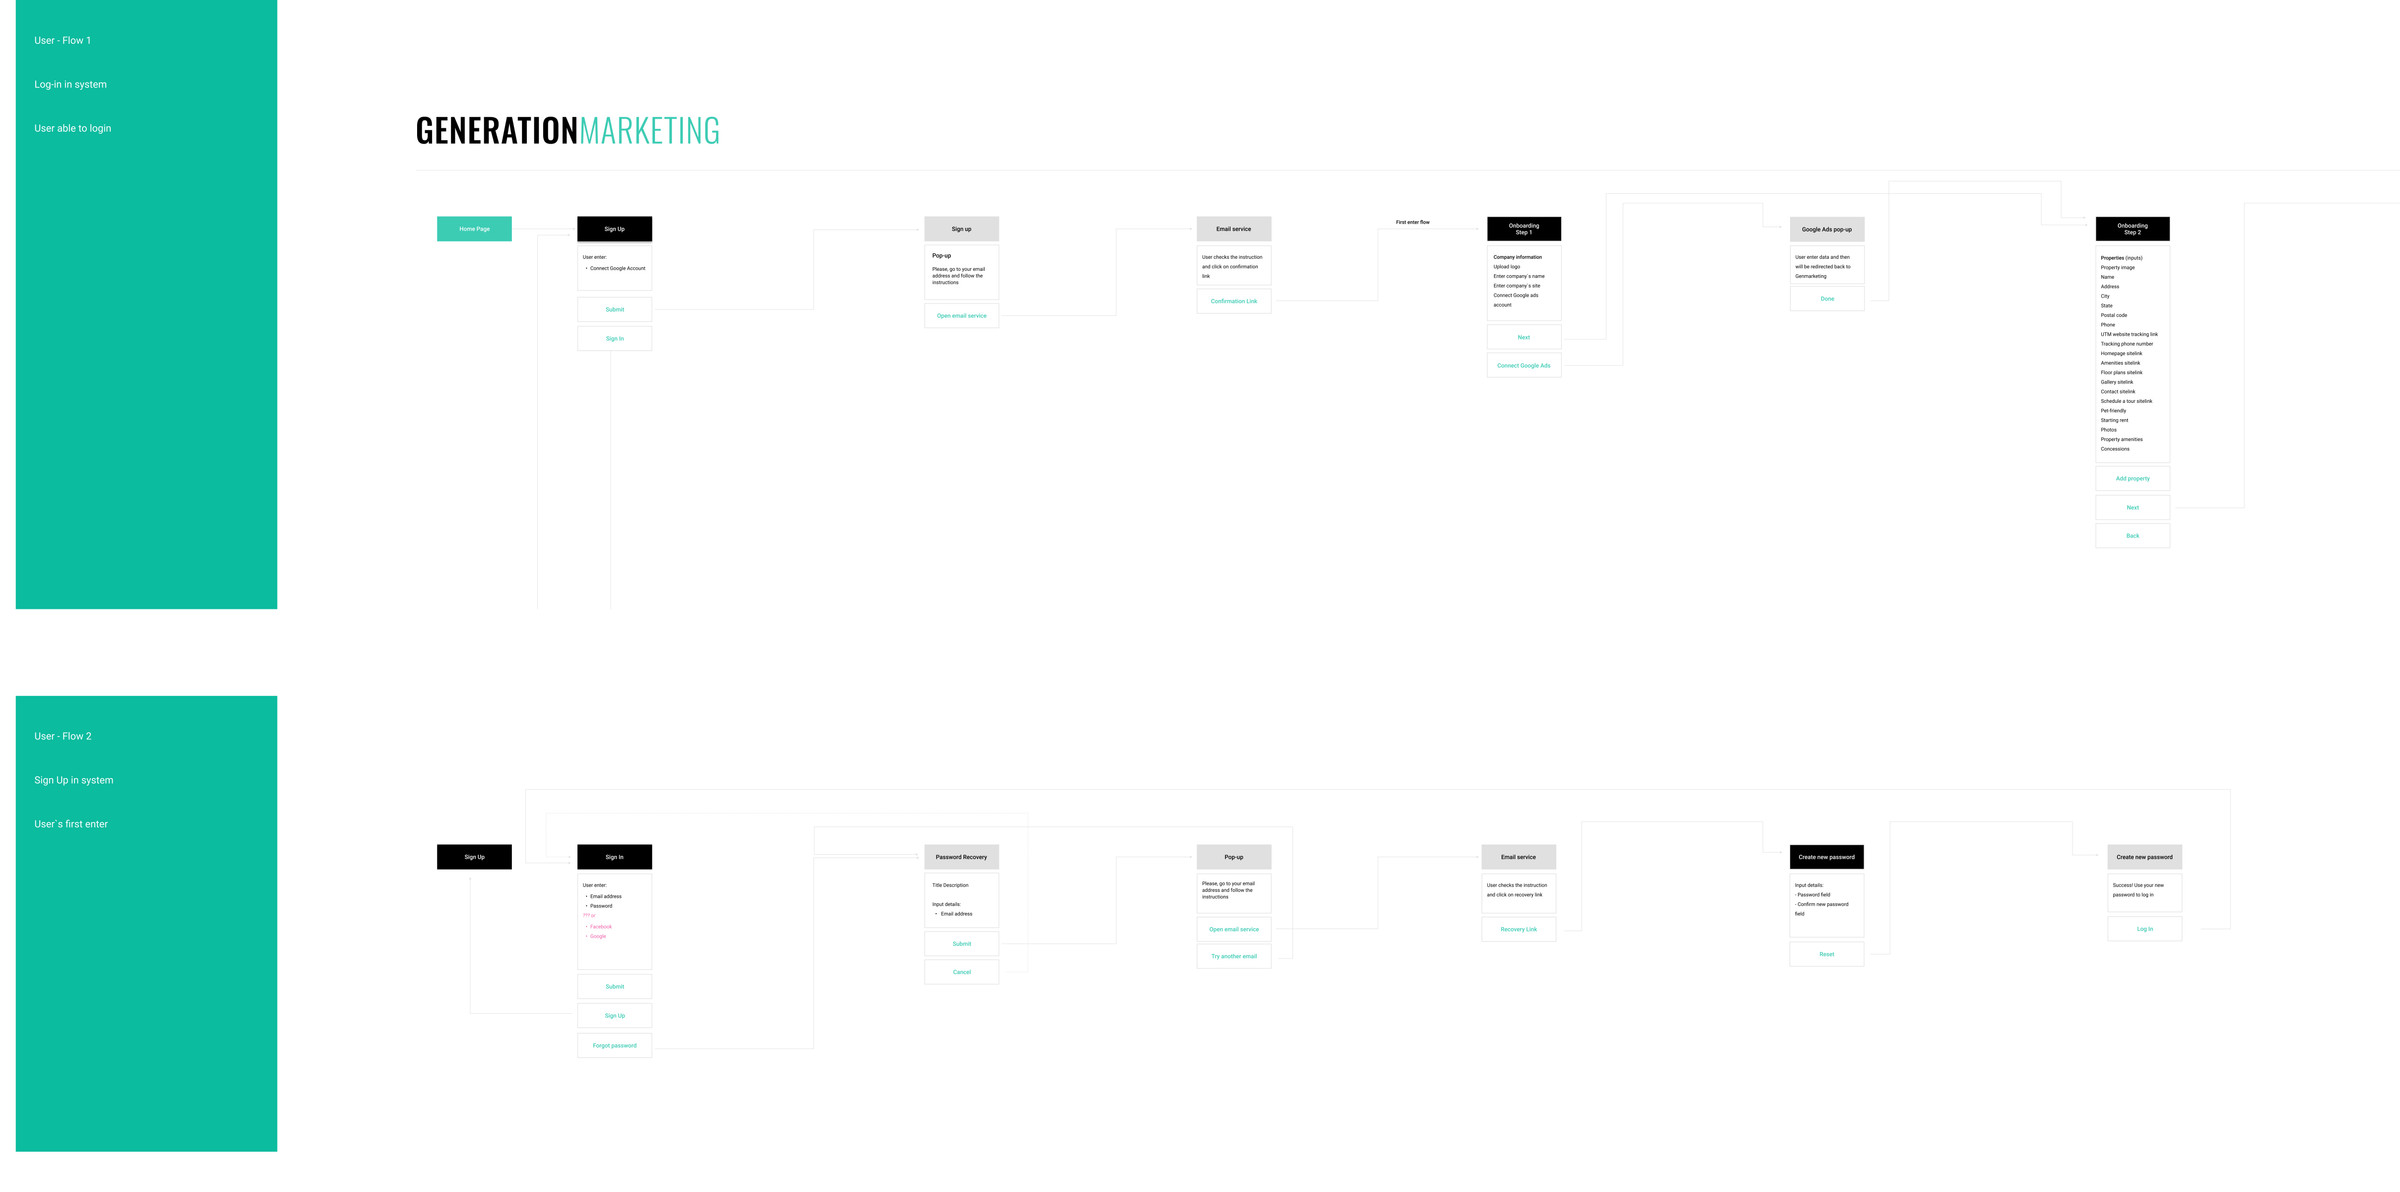 User - Flow 1
Log-in in system
User able to login
GENERATIONMARKETING
Home Page
Sign Up
User enter:
• Connect Google Account
Submit
Sign In
Sign up
Pop-up
Please, go to your email
address and follow the
instructions
Open email service
Email service
User checks the instruction
and click on confirmation
link
Confirmation Link
First enter flow
Onboarding
Step 1
Company information
Upload logo
Enter company`s name
Enter company`s site
Connect Google ads
account
Next
Connect Google Ads
Google Ads pop-up
User enter data and then
will be redirected back to
Genmarketing
Done
Onboarding
Step 2
Properties (inputs)
Property image
Name
Address
City
State
Postal code
Phone
UTM website tracking link
Tracking phone number
Homepage sitelink
Amenities sitelink
Floor plans sitelink
Gallery sitelink
Contact sitelink
Schedule a tour sitelink
Pet-friendly
Starting rent
Photos
Property amenities
Concessions
Add property
Next
Back
User - Flow 2
Sign Up in system
User`s first enter
Sign Up
Sign In
User enter:
• Email address
• Password
??? or
• Facebook
• Google
Submit
Sign Up
Forgot password
Password Recovery
Title Description
Input details:
• Email address
Submit
Cancel
Pop-up
Please, go to your email
address and follow the
instructions
Open email service
Try another email
Email service
User checks the instruction
and click on recovery link
Recovery Link
Create new password
Input details:
- Password field
- Confirm new password
field
Reset
Create new password
Success! Use your new
password to log in
Log In